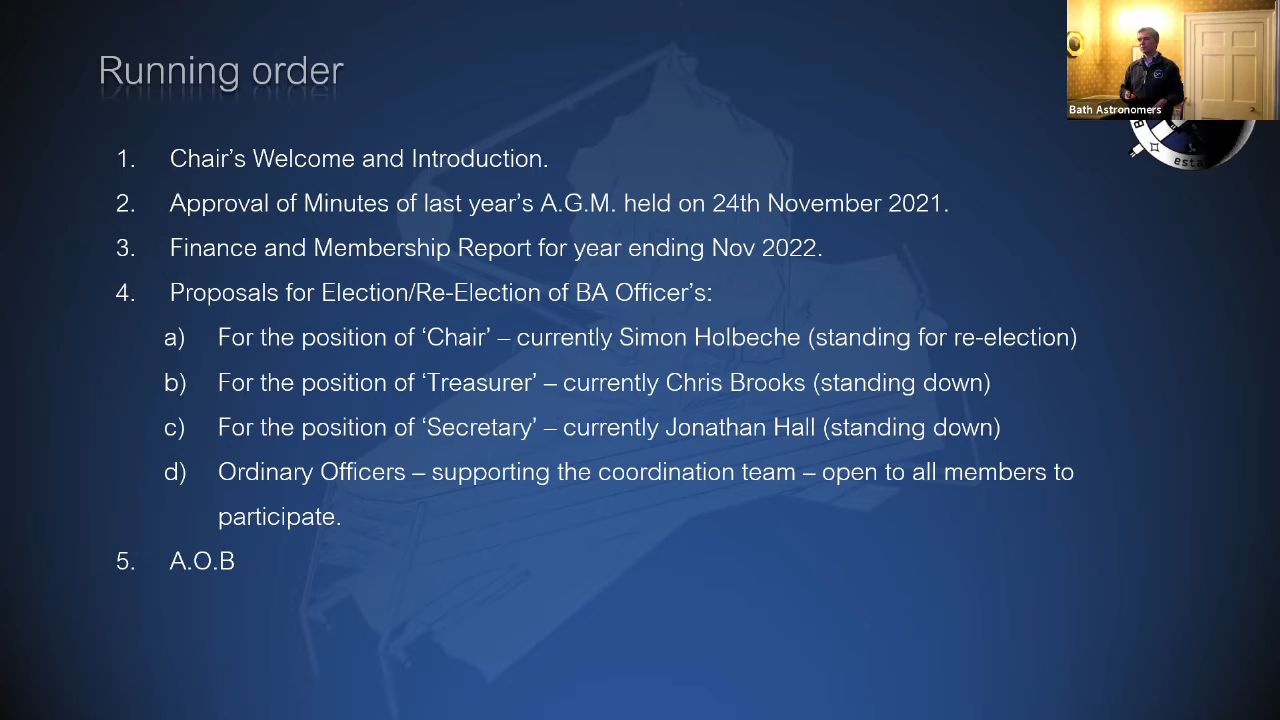 Running order
Bath Astronomers
esta
1. Chair’s Welcome and Introduction.
2. Approval of Minutes of last year’s A.G.M. held on 24th November 2021.
3. Finance and Membership Report for year ending Nov 2022.
4. Proposals for Election/Re-Election of BA Officer’s:
a) For the position of ‘Chair’ – currently Simon Holbeche (standing for re-election)
b) For the position of ‘Treasurer’ – currently Chris Brooks (standing down)
c) For the position of ‘Secretary’ – currently Jonathan Hall (standing down)
d) Ordinary Officers – supporting the coordination team – open to all members to
participate.
5. A.O.B